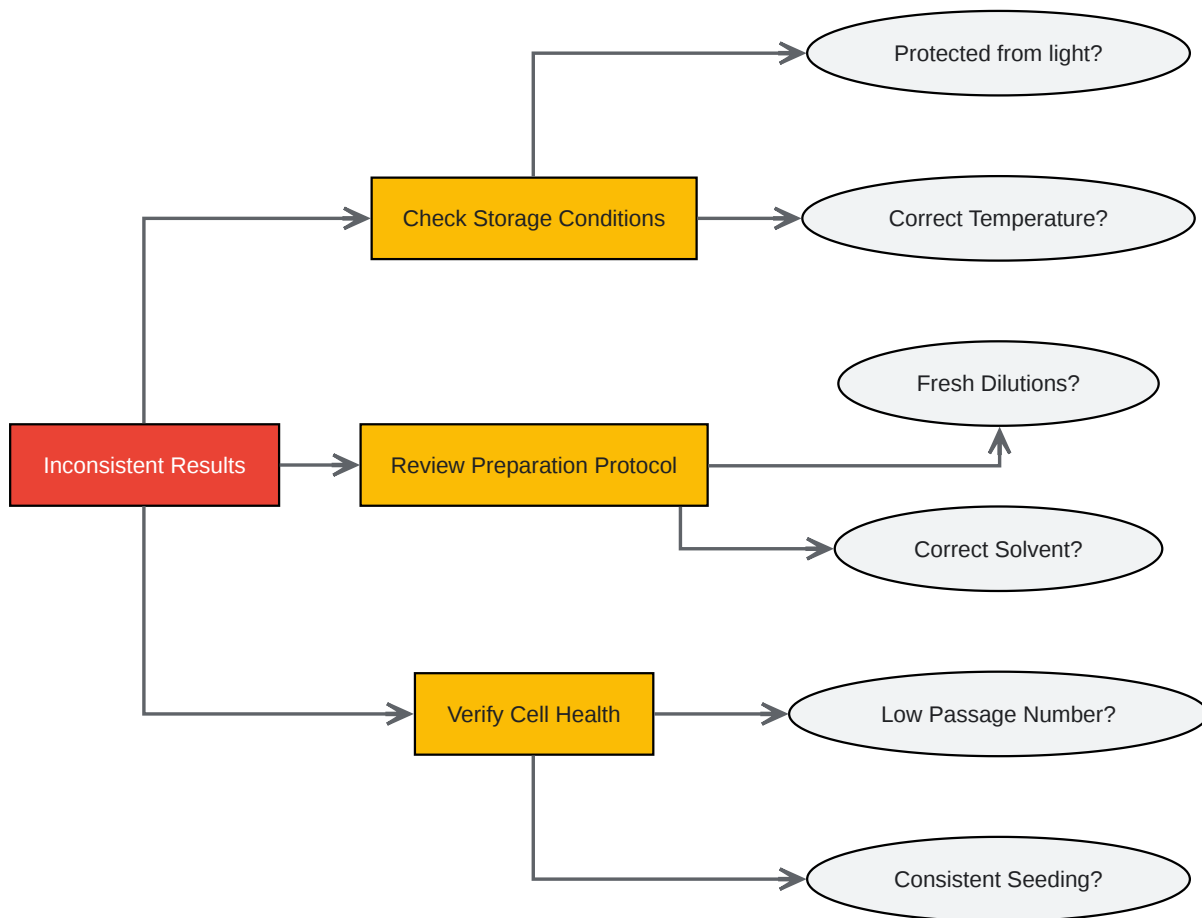 Protected from light?
Check Storage Conditions
Correct Temperature?
Fresh Dilutions?
Inconsistent Results
Review Preparation Protocol
Correct Solvent?
Verify Cell Health
Low Passage Number?
Consistent Seeding?